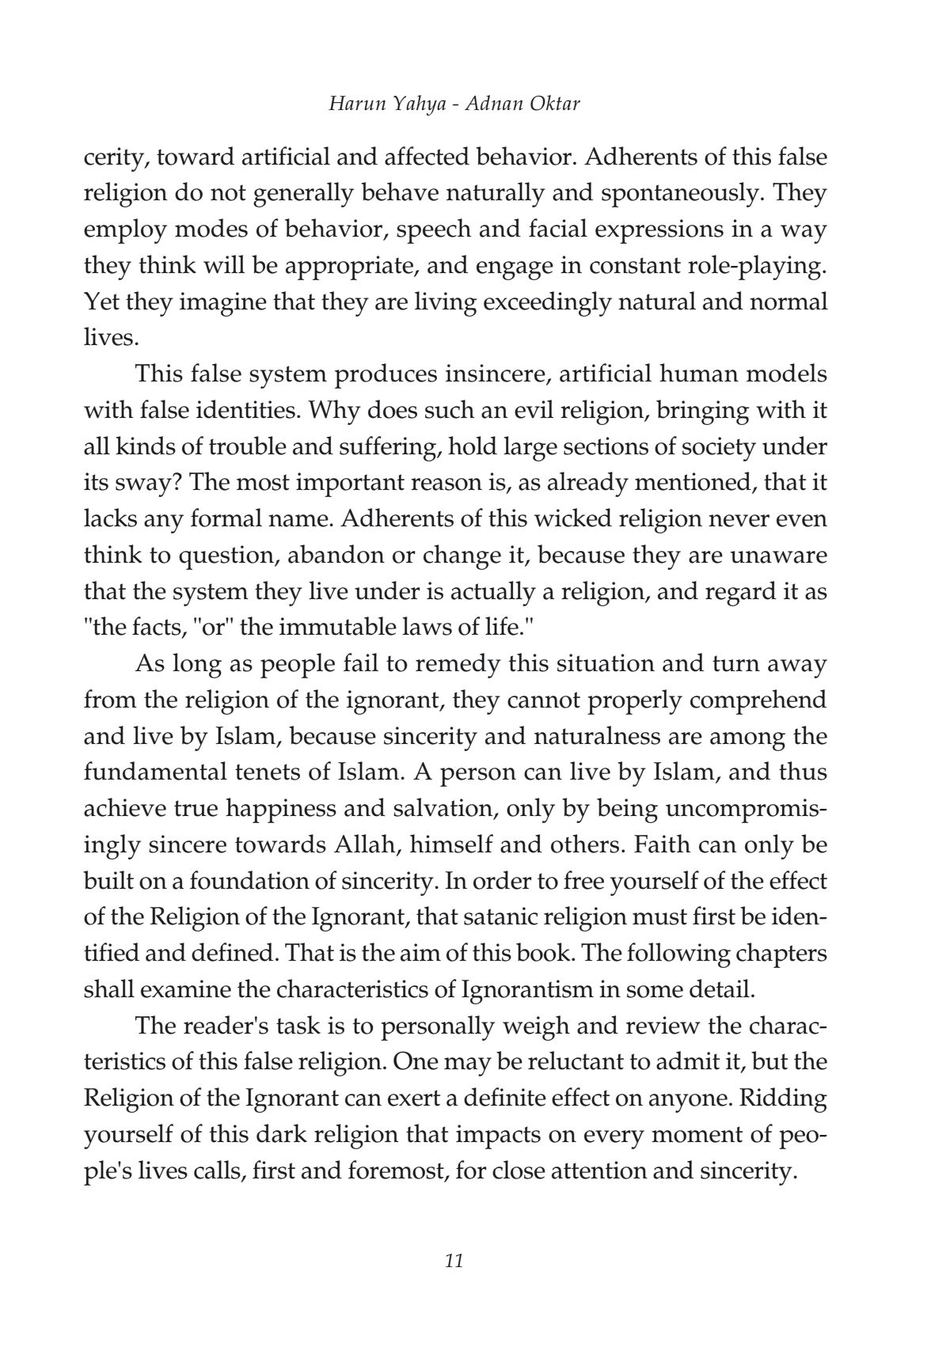 Harun Yahya - Adnan Oktar
cerity, toward artificial and affected behavior. Adherents of this false
religion do not generally behave naturally and spontaneously. They
employ modes of behavior, speech and facial expressions in a way
they think will be appropriate, and engage in constant role-playing.
Yet they imagine that they are living exceedingly natural and normal
lives.
This false system produces insincere, artificial human models
with false identities. Why does such an evil religion, bringing with it
all kinds of trouble and suffering, hold large sections of society under
its sway? The most important reason is, as already mentioned, that it
lacks any formal name. Adherents of this wicked religion never even
think to question, abandon or change it, because they are unaware
that the system they live under is actually a religion, and regard it as
"the facts, "or" the immutable laws of life."
As long as people fail to remedy this situation and turn away
from the religion of the ignorant, they cannot properly comprehend
and live by Islam, because sincerity and naturalness are among the
fundamental tenets of Islam. A person can live by Islam, and thus
achieve true happiness and salvation, only by being uncompromis-
ingly sincere towards Allah, himself and others. Faith can only be
built on a foundation of sincerity. In order to free yourself of the effect
of the Religion of the Ignorant, that satanic religion must first be iden-
tified and defined. That is the aim of this book. The following chapters
shall examine the characteristics of Ignorantism in some detail.
The reader's task is to personally weigh and review the charac-
teristics of this false religion. One may be reluctant to admit it, but the
Religion of the Ignorant can exert a definite effect on anyone. Ridding
yourself of this dark religion that impacts on every moment of peo-
ple's lives calls, first and foremost, for close attention and sincerity.
11